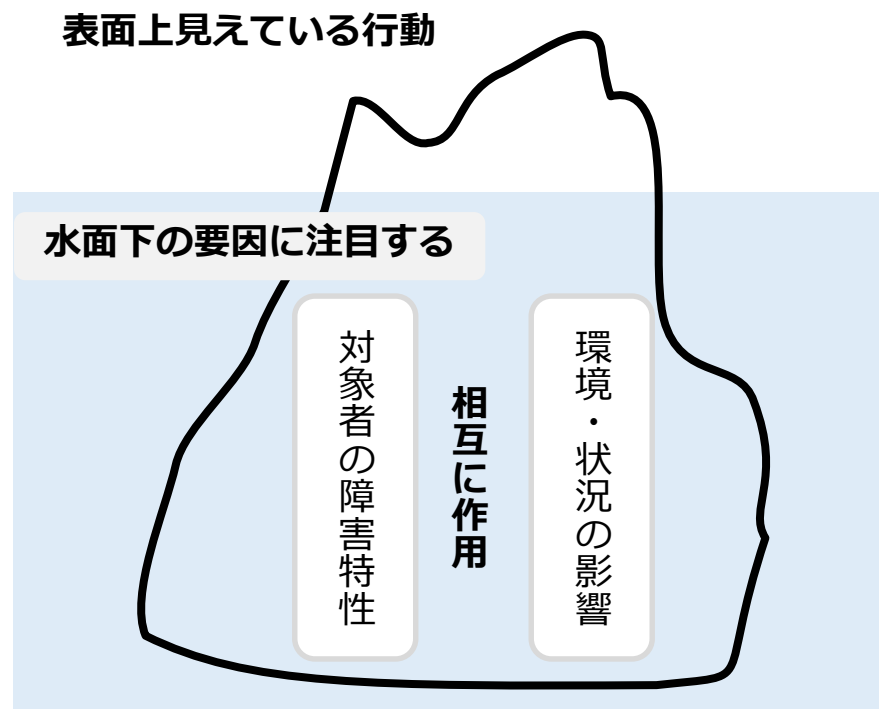 表面上見えている行動
水面下の要因に注目する
対象者の障害特性
相互に作用
環境・状況の影響